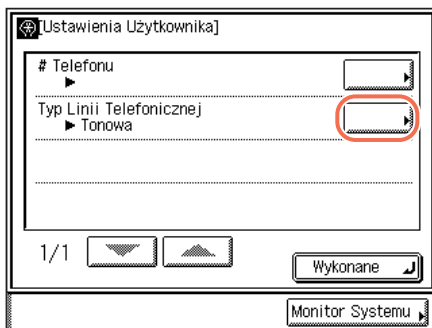 [Ustawienia Użytkownika]
# Telefonu
Typ Linii Telefonicznej
Tonowa
1/1
Wykonane
Monitor Systemu